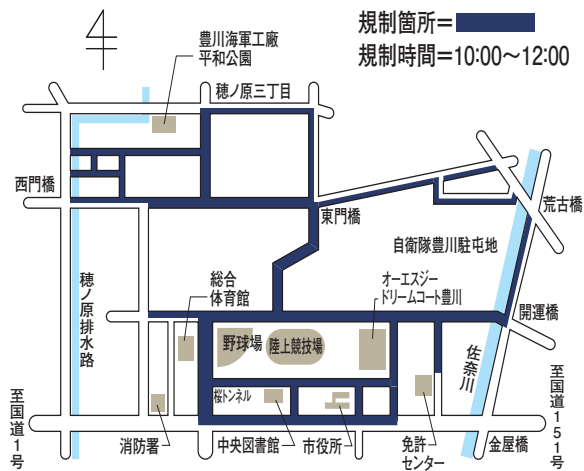 規制箇所=
規制時間=10:00〜12:00
豊川海軍工廠
平和公園
穂ノ原三丁目
西門橋
東門橋
荒古橋
自衛隊豊川駐屯地
穂ノ原排水路
総合
体育館
オーエスジー
ドリームコート豊川
開運橋
野球場
陸上競技場
佐奈川
桜トンネル
至国道1号
至国道151号
消防署
中央図書館
市役所
免許
センター
金屋橋